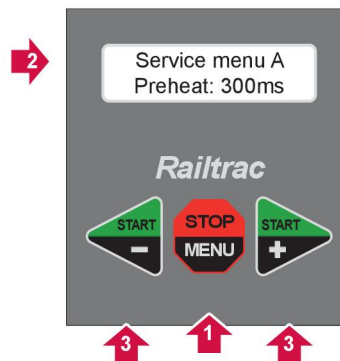 2
Service menu A
Preheat: 300ms
Railtrac
START
-
STOP
MENU
START
+
3
1
3